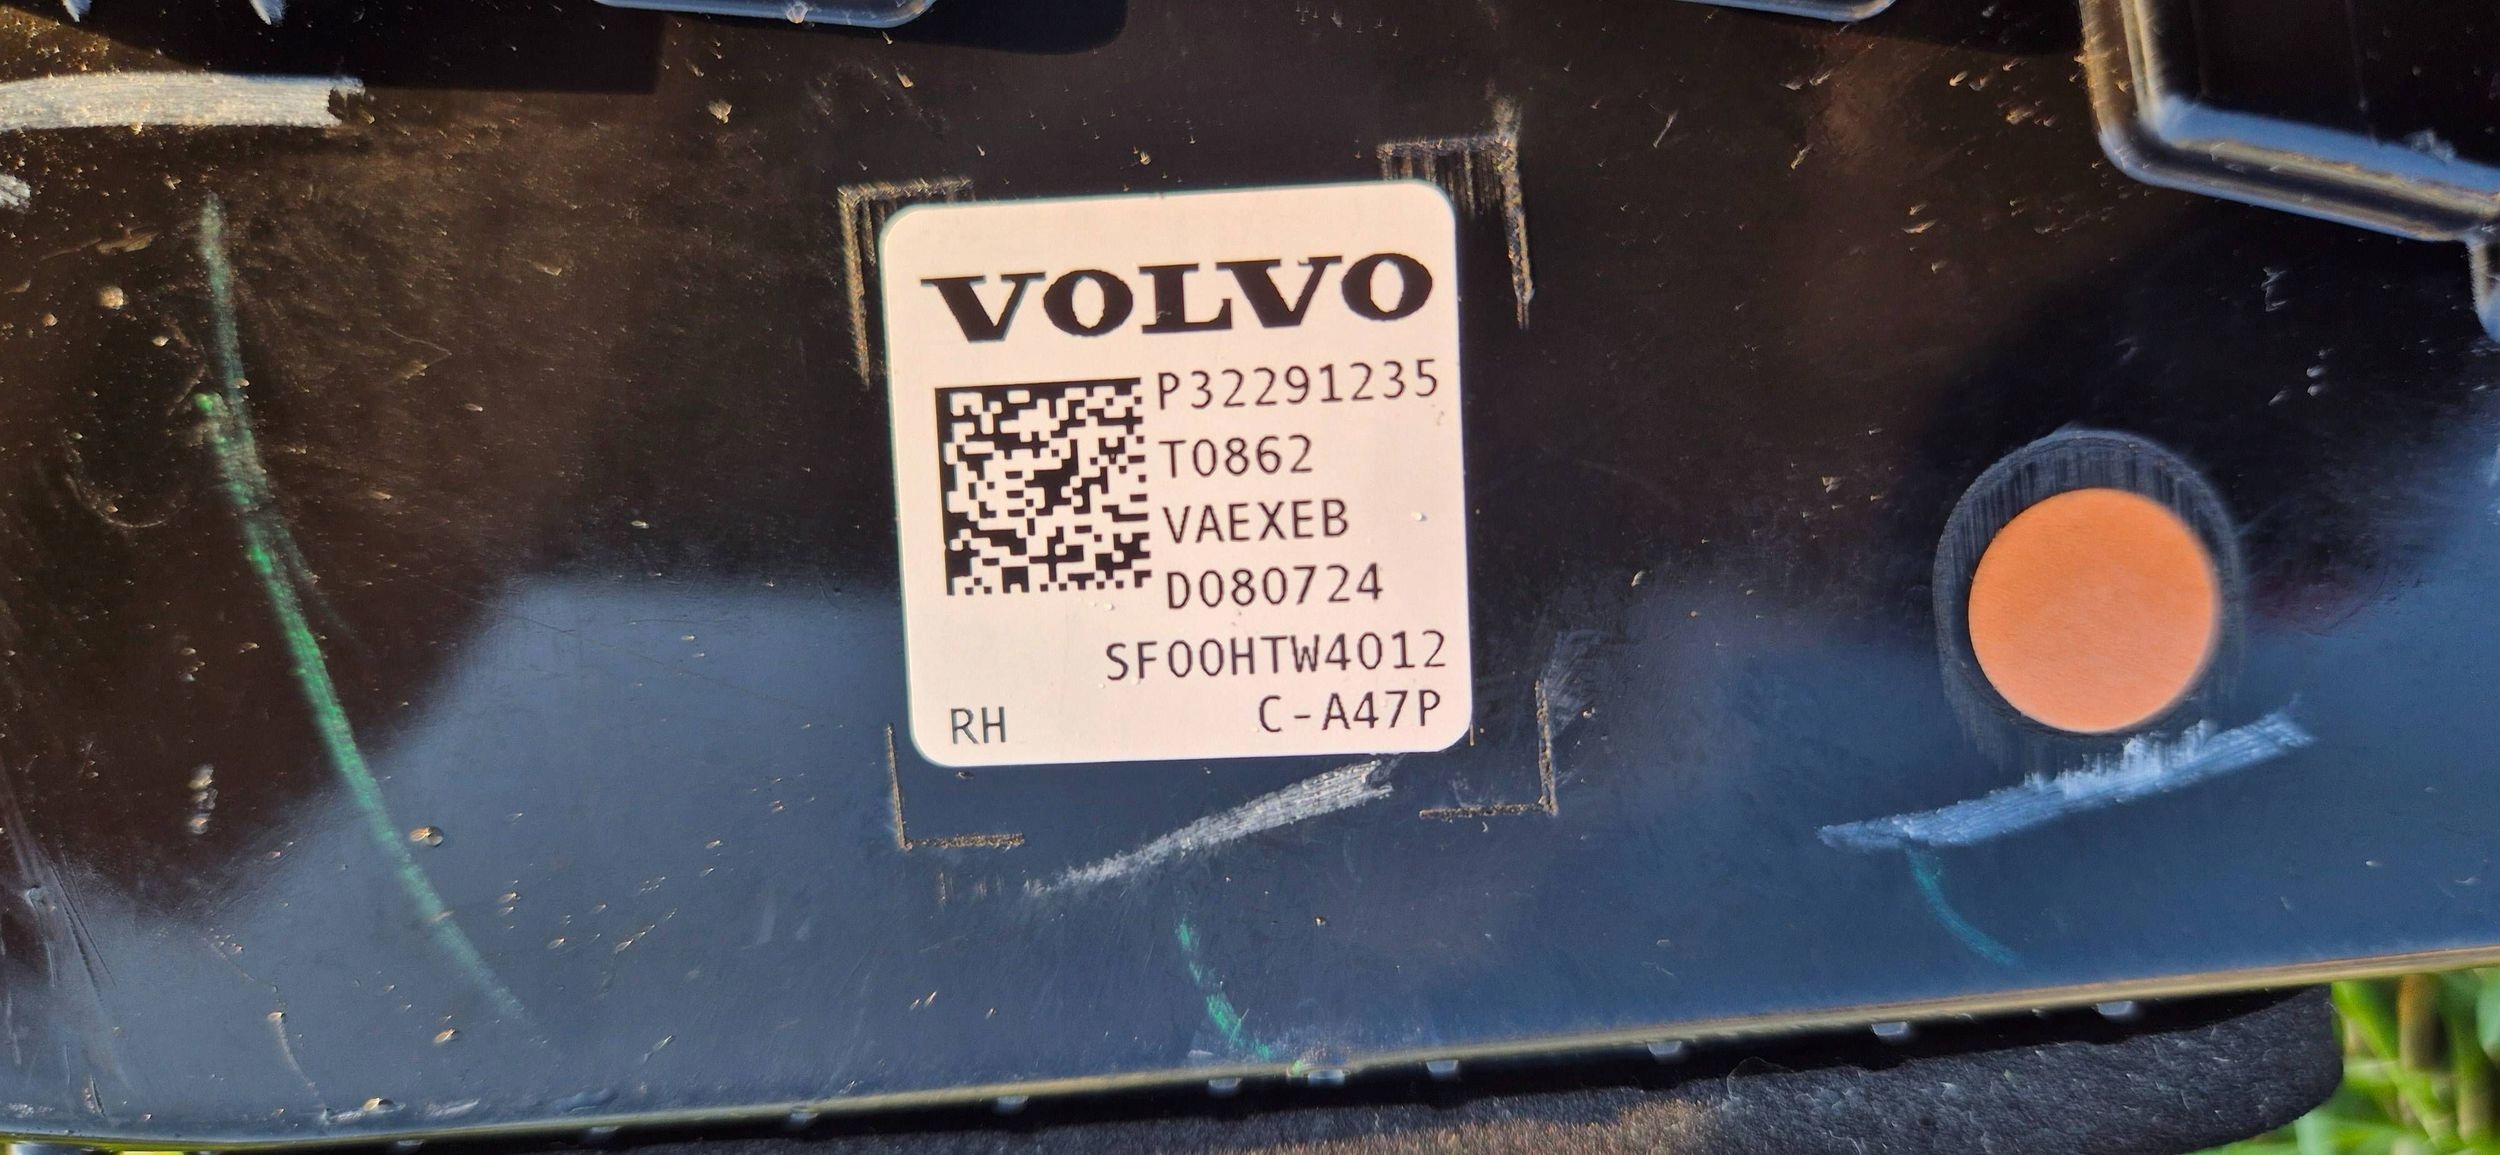 VOLVO
P32291235
T0862
VAEXEB
D080724
SF00HTW4012
RH C-A47P